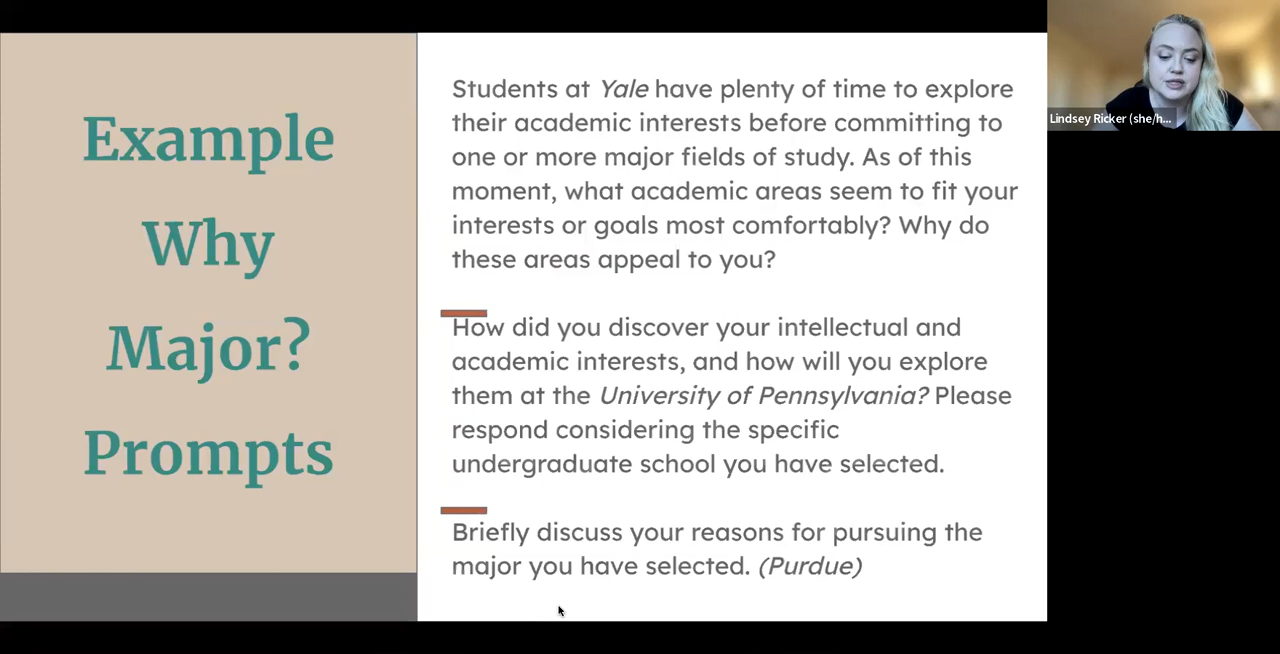 Example
Why
Major?
Prompts
Students at Yale have plenty of time to explore
their academic interests before committing to
one or more major fields of study. As of this
moment, what academic areas seem to fit your
interests or goals most comfortably? Why do
these areas appeal to you?
How did you discover your intellectual and
academic interests, and how will you explore
them at the University of Pennsylvania? Please
respond considering the specific
undergraduate school you have selected.
Briefly discuss your reasons for pursuing the
major you have selected. (Purdue)
Lindsey Ricker (she/h...